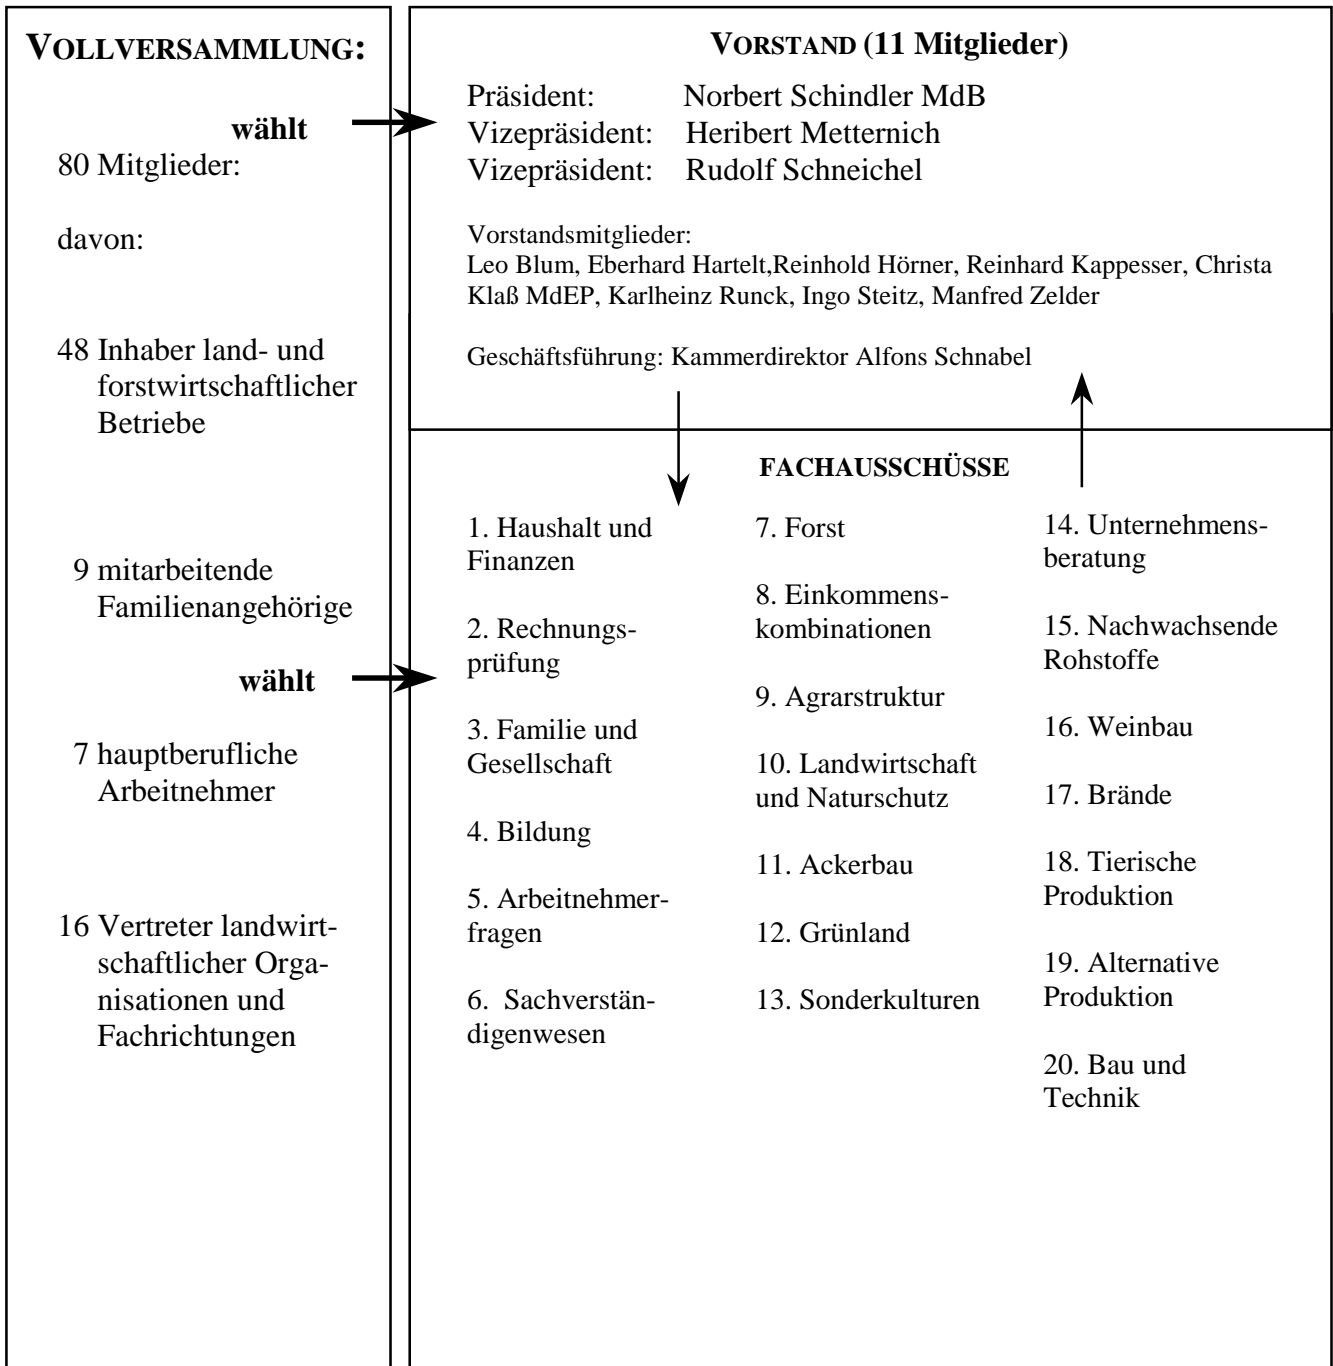 VOLLVERSAMMLUNG:
wählt
80 Mitglieder:
davon:
48 Inhaber land- und
forstwirtschaftlicher
Betriebe
9 mitarbeitende
Familienangehörige
wählt
7 hauptberufliche
Arbeitnehmer
16 Vertreter landwirt-
schaftlicher Orga-
nisationen und
Fachrichtungen
VORSTAND (11 Mitglieder)
Präsident: Norbert Schindler MdB
Vizepräsident: Heribert Metternich
Vizepräsident: Rudolf Schneichel
Vorstandsmitglieder:
Leo Blum, Eberhard Hartelt,Reinhold Hörner, Reinhard Kappesser, Christa
Klaß MdEP, Karlheinz Runck, Ingo Steitz, Manfred Zelder
Geschäftsführung: Kammerdirektor Alfons Schnabel
FACHAUSSCHÜSSE
1. Haushalt und
Finanzen
2. Rechnungs-
prüfung
3. Familie und
Gesellschaft
4. Bildung
5. Arbeitnehmer-
fragen
6. Sachverstän-
digenwesen
7. Forst
8. Einkommens-
kombinationen
9. Agrarstruktur
10. Landwirtschaft
und Naturschutz
11. Ackerbau
12. Grünland
13. Sonderkulturen
14. Unternehmens-
beratung
15. Nachwachsende
Rohstoffe
16. Weinbau
17. Brände
18. Tierische
Produktion
19. Alternative
Produktion
20. Bau und
Technik